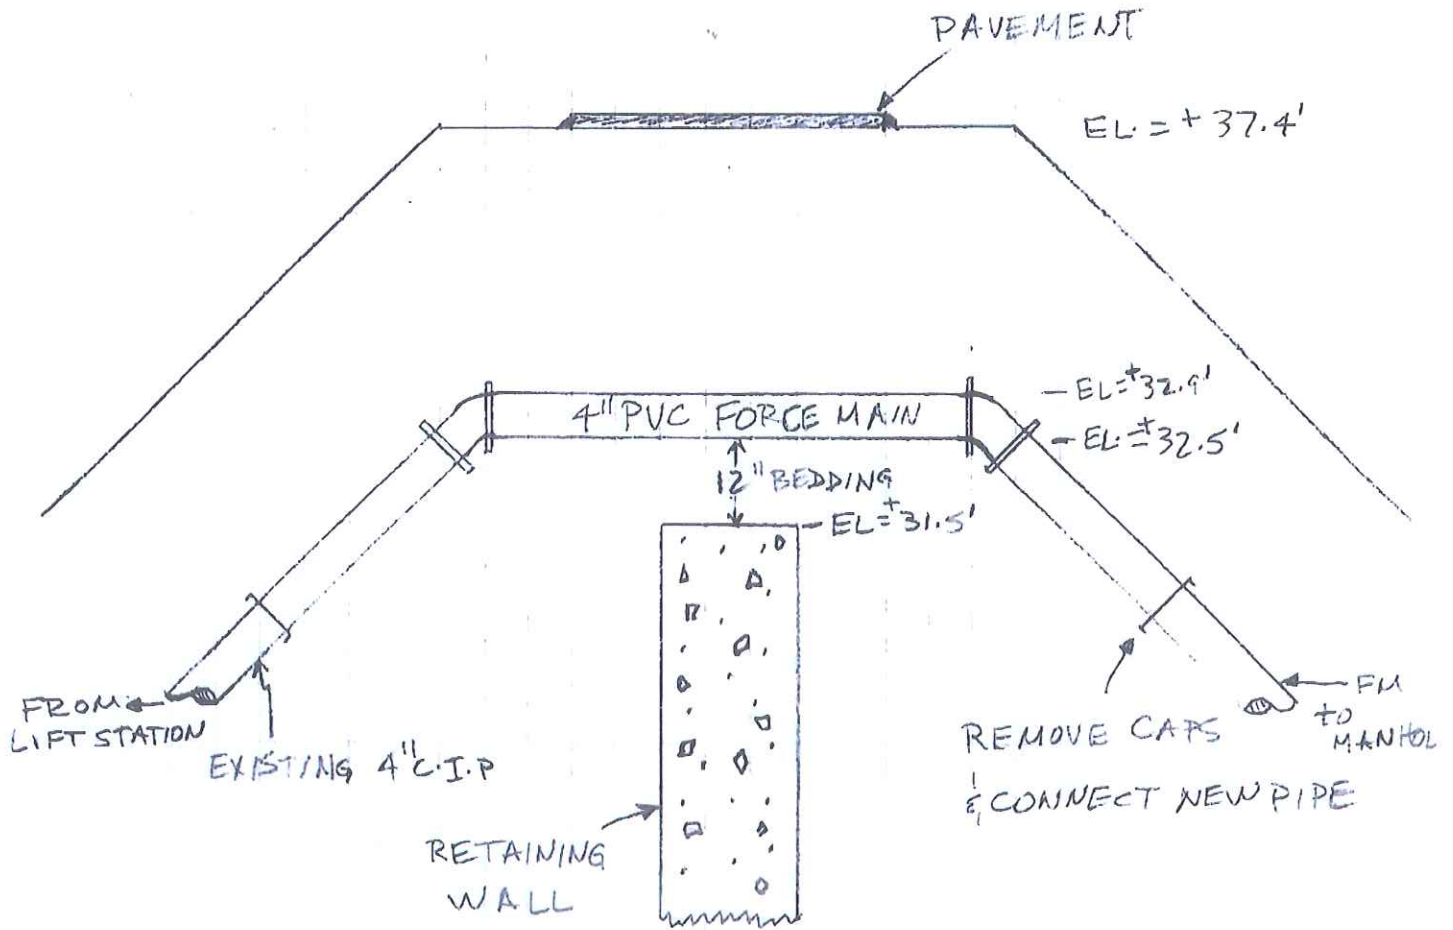 PAVEMENT
EL. = + 37.4'
EL=+32.9'
4" PVC FORCE MAIN
EL.=+32.5'
12" BEDDING
EL=+31.5'
FROM
LIFT STATION
EXISTING 4" C.I.P
FM
TO
MANHOL
REMOVE CAPS
& CONNECT NEW PIPE
RETAINING
WALL